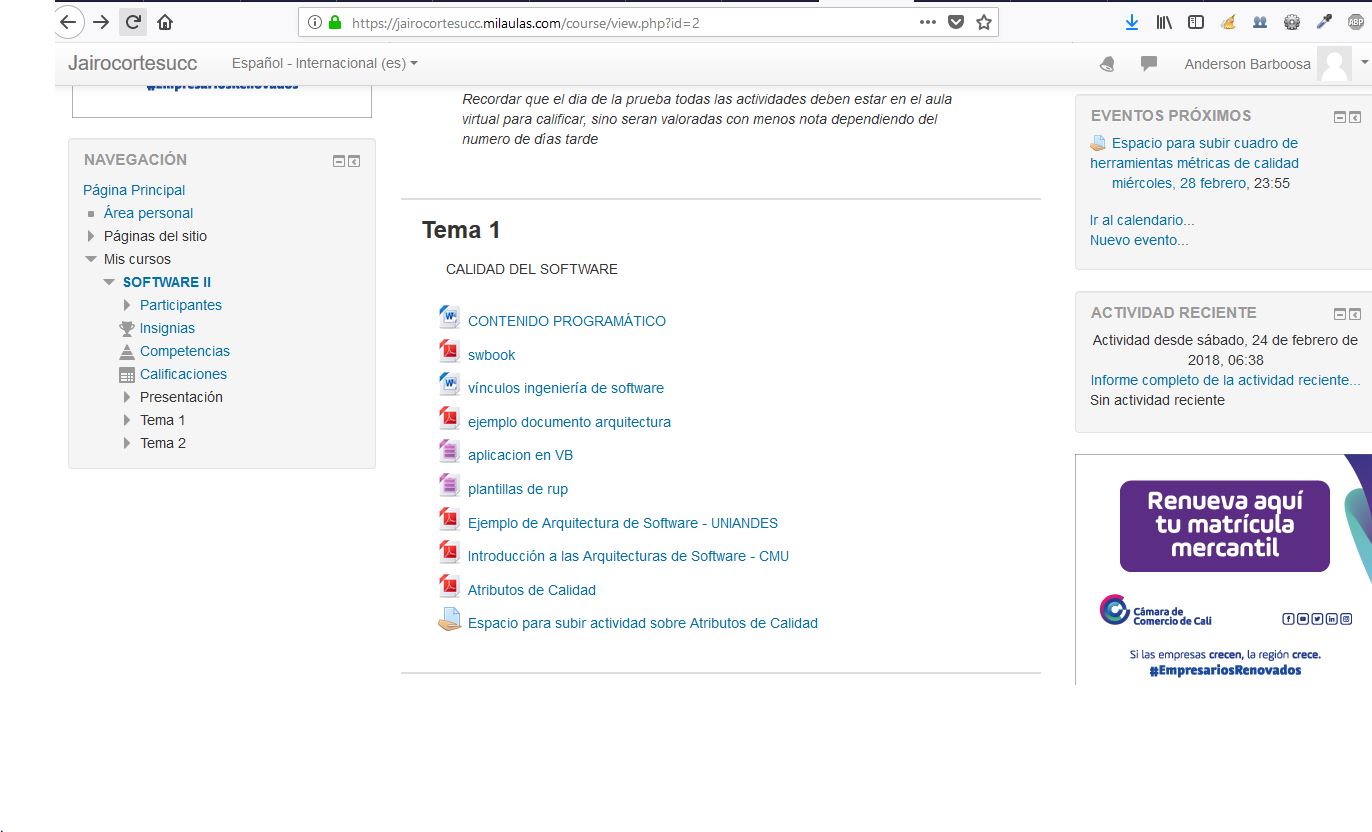 https://jairocortesucc.milaulas.com/course/view.php?id=2
ABP
Jairocortesucc
Español - Internacional (es)
Anderson Barboosa
#EmpresariosRenovados
NAVEGACIÓN
Página Principal
Área personal
Páginas del sitio
Mis cursos
SOFTWARE II
Participantes
Insignias
Competencias
Calificaciones
Presentación
Tema 1
Tema 2
Recordar que el dia de la prueba todas las actividades deben estar en el aula
virtual para calificar, sino seran valoradas con menos nota dependiendo del
numero de días tarde
Tema 1
CALIDAD DEL SOFTWARE
CONTENIDO PROGRAMÁTICO
swbook
vínculos ingeniería de software
ejemplo documento arquitectura
aplicacion en VB
plantillas de rup
Ejemplo de Arquitectura de Software - UNIANDES
Introducción a las Arquitecturas de Software - CMU
Atributos de Calidad
Espacio para subir actividad sobre Atributos de Calidad
EVENTOS PRÓXIMOS
Espacio para subir cuadro de
herramientas métricas de calidad
miércoles, 28 febrero, 23:55
Ir al calendario...
Nuevo evento...
ACTIVIDAD RECIENTE
Actividad desde sábado, 24 de febrero de
2018, 06:38
Informe completo de la actividad reciente...
Sin actividad reciente
Renueva aquí
tu matrícula
mercantil
Cámara de
Comercio de Cali
Si las empresas crecen, la región crece.
#EmpresariosRenovados